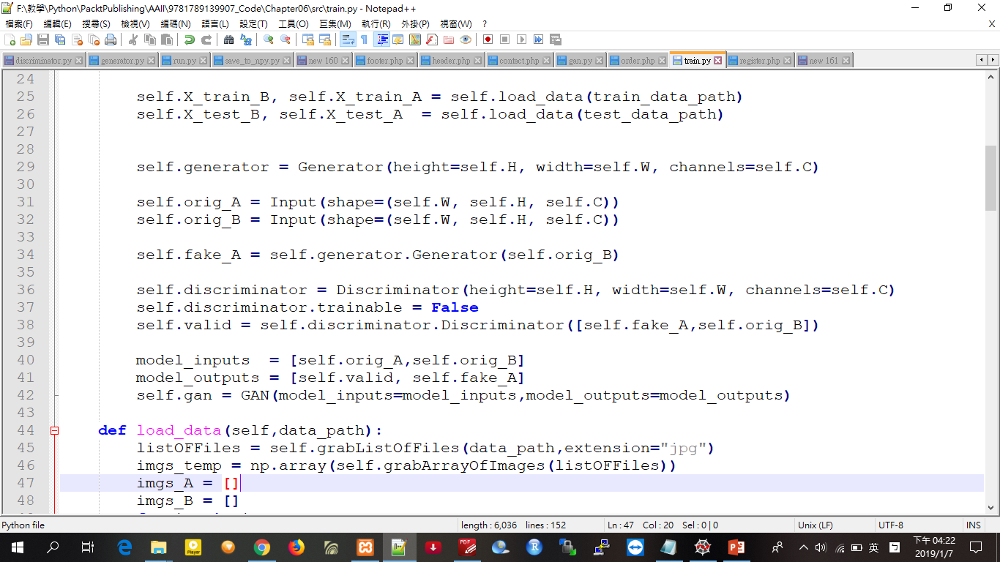 F:\教學\Python\PacktPublishing\AAII\9781789139907_Code\Chapter06\src\train.py - Notepad++
檔案(F) 編輯(E) 搜尋(S) 檢視(V) 編碼(N) 語言(L) 設定(T) 工具(O) 巨集(M) 執行(R) 外掛(P) 視窗(W) ? X
discriminator.py generator.py run.py save_to_npy.py new 160 footer.php header.php contact.php gan.py order.php train.py register.php new 161
24
25 self.X_train_B, self.X_train_A = self.load_data(train_data_path)
26 self.X_test_B, self.X_test_A  = self.load_data(test_data_path)
27
28
29 self.generator = Generator(height=self.H, width=self.W, channels=self.C)
30
31 self.orig_A = Input(shape=(self.W, self.H, self.C))
32 self.orig_B = Input(shape=(self.W, self.H, self.C))
33
34 self.fake_A = self.generator.Generator(self.orig_B)
35
36 self.discriminator = Discriminator(height=self.H, width=self.W, channels=self.C)
37 self.discriminator.trainable = False
38 self.valid = self.discriminator.Discriminator([self.fake_A,self.orig_B])
39
40 model_inputs  = [self.orig_A,self.orig_B]
41 model_outputs = [self.valid, self.fake_A]
42 self.gan = GAN(model_inputs=model_inputs,model_outputs=model_outputs)
43
44 def load_data(self,data_path):
45 listOFFiles = self.grabListOfFiles(data_path,extension="jpg")
46 imgs_temp = np.array(self.grabArrayOfImages(listOFFiles))
47 imgs_A = []
48 imgs_B = []
Python file length : 6,036 lines : 152 Ln : 47 Col : 20 Sel : 0 | 0 Unix (LF) UTF-8 INS
Player PDF R 英 下午 04:22
2019/1/7